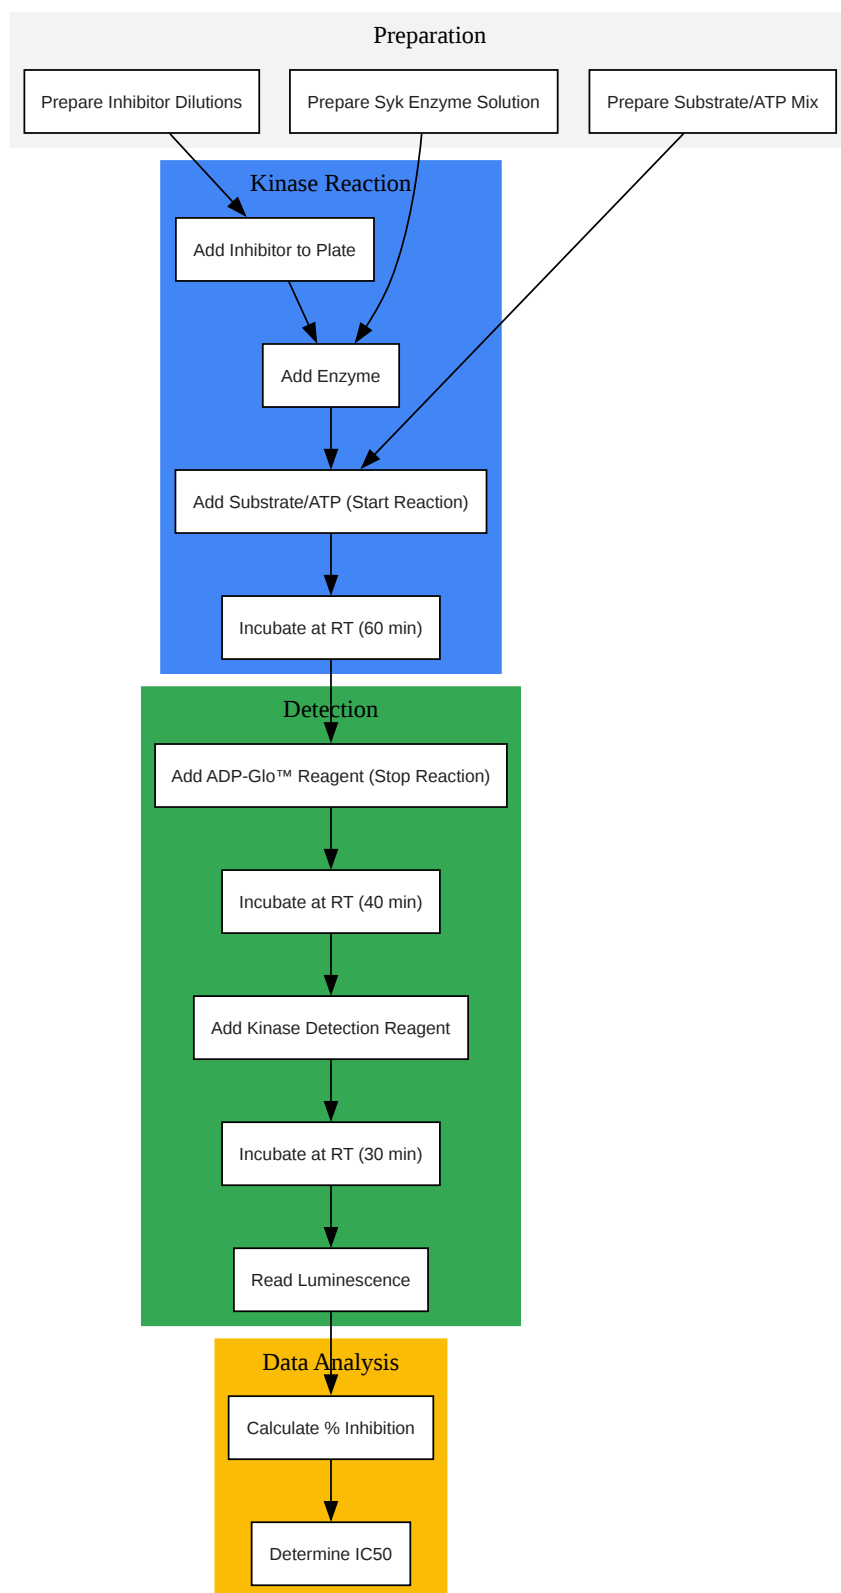 Preparation
Prepare Inhibitor Dilutions
Prepare Syk Enzyme Solution
Prepare Substrate/ATP Mix
Kinase Reaction
Add Inhibitor to Plate
Add Enzyme
Add Substrate/ATP (Start Reaction)
Incubate at RT (60 min)
Detection
Add ADP-Glo™ Reagent (Stop Reaction)
Incubate at RT (40 min)
Add Kinase Detection Reagent
Incubate at RT (30 min)
Read Luminescence
Data Analysis
Calculate % Inhibition
Determine IC50